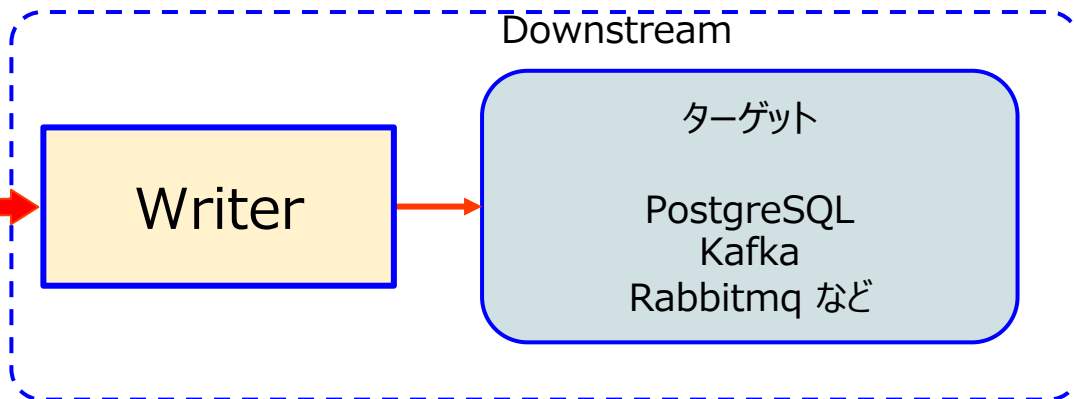 Downstream
Writer
ターゲット
PostgreSQL
Kafka
Rabbitmq など